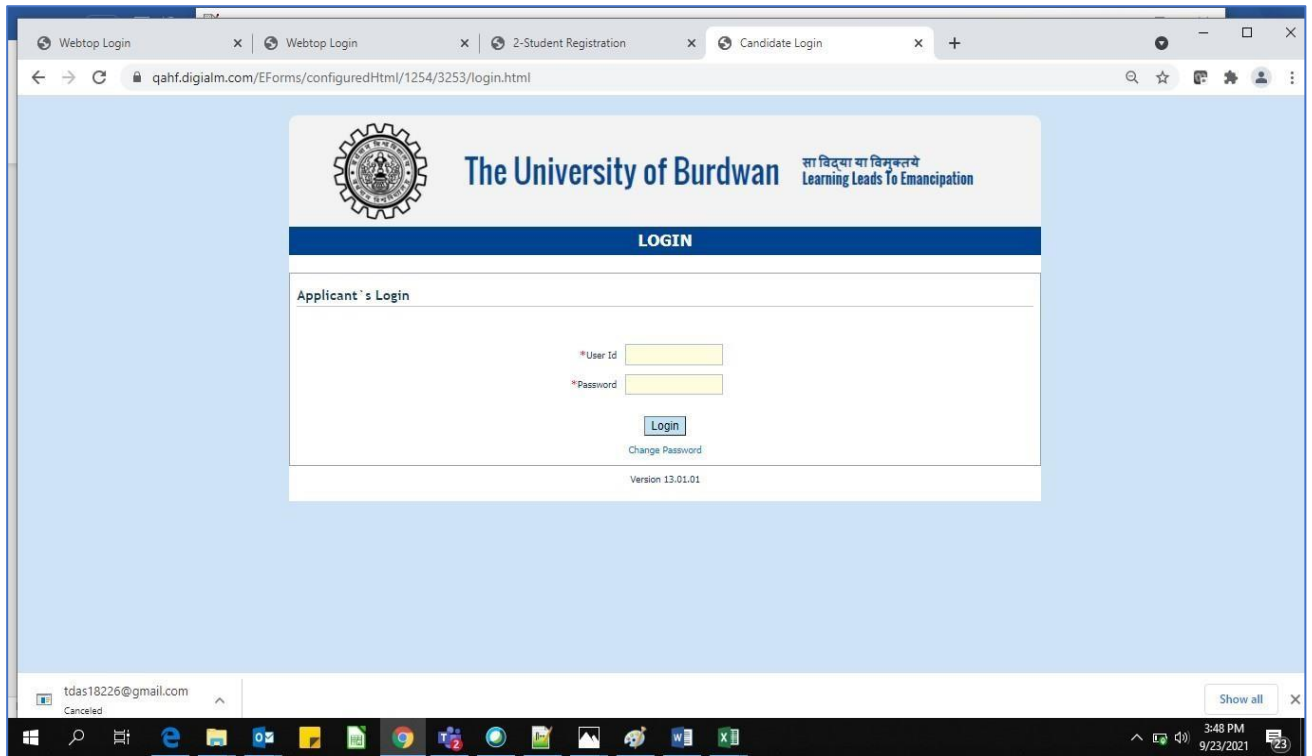 Webtop Login
Webtop Login
2-Student Registration
Candidate Login
qahf.digialm.com/EForms/configuredHtml/1254/3253/login.html
The University of Burdwan
सा विद्या या विमुक्तये
Learning Leads To Emancipation
LOGIN
Applicant`s Login
*User Id
*Password
Login
Change Password
Version 13.01.01
tdas18226@gmail.com
Canceled
Show all
3:48 PM
9/23/2021
23
2